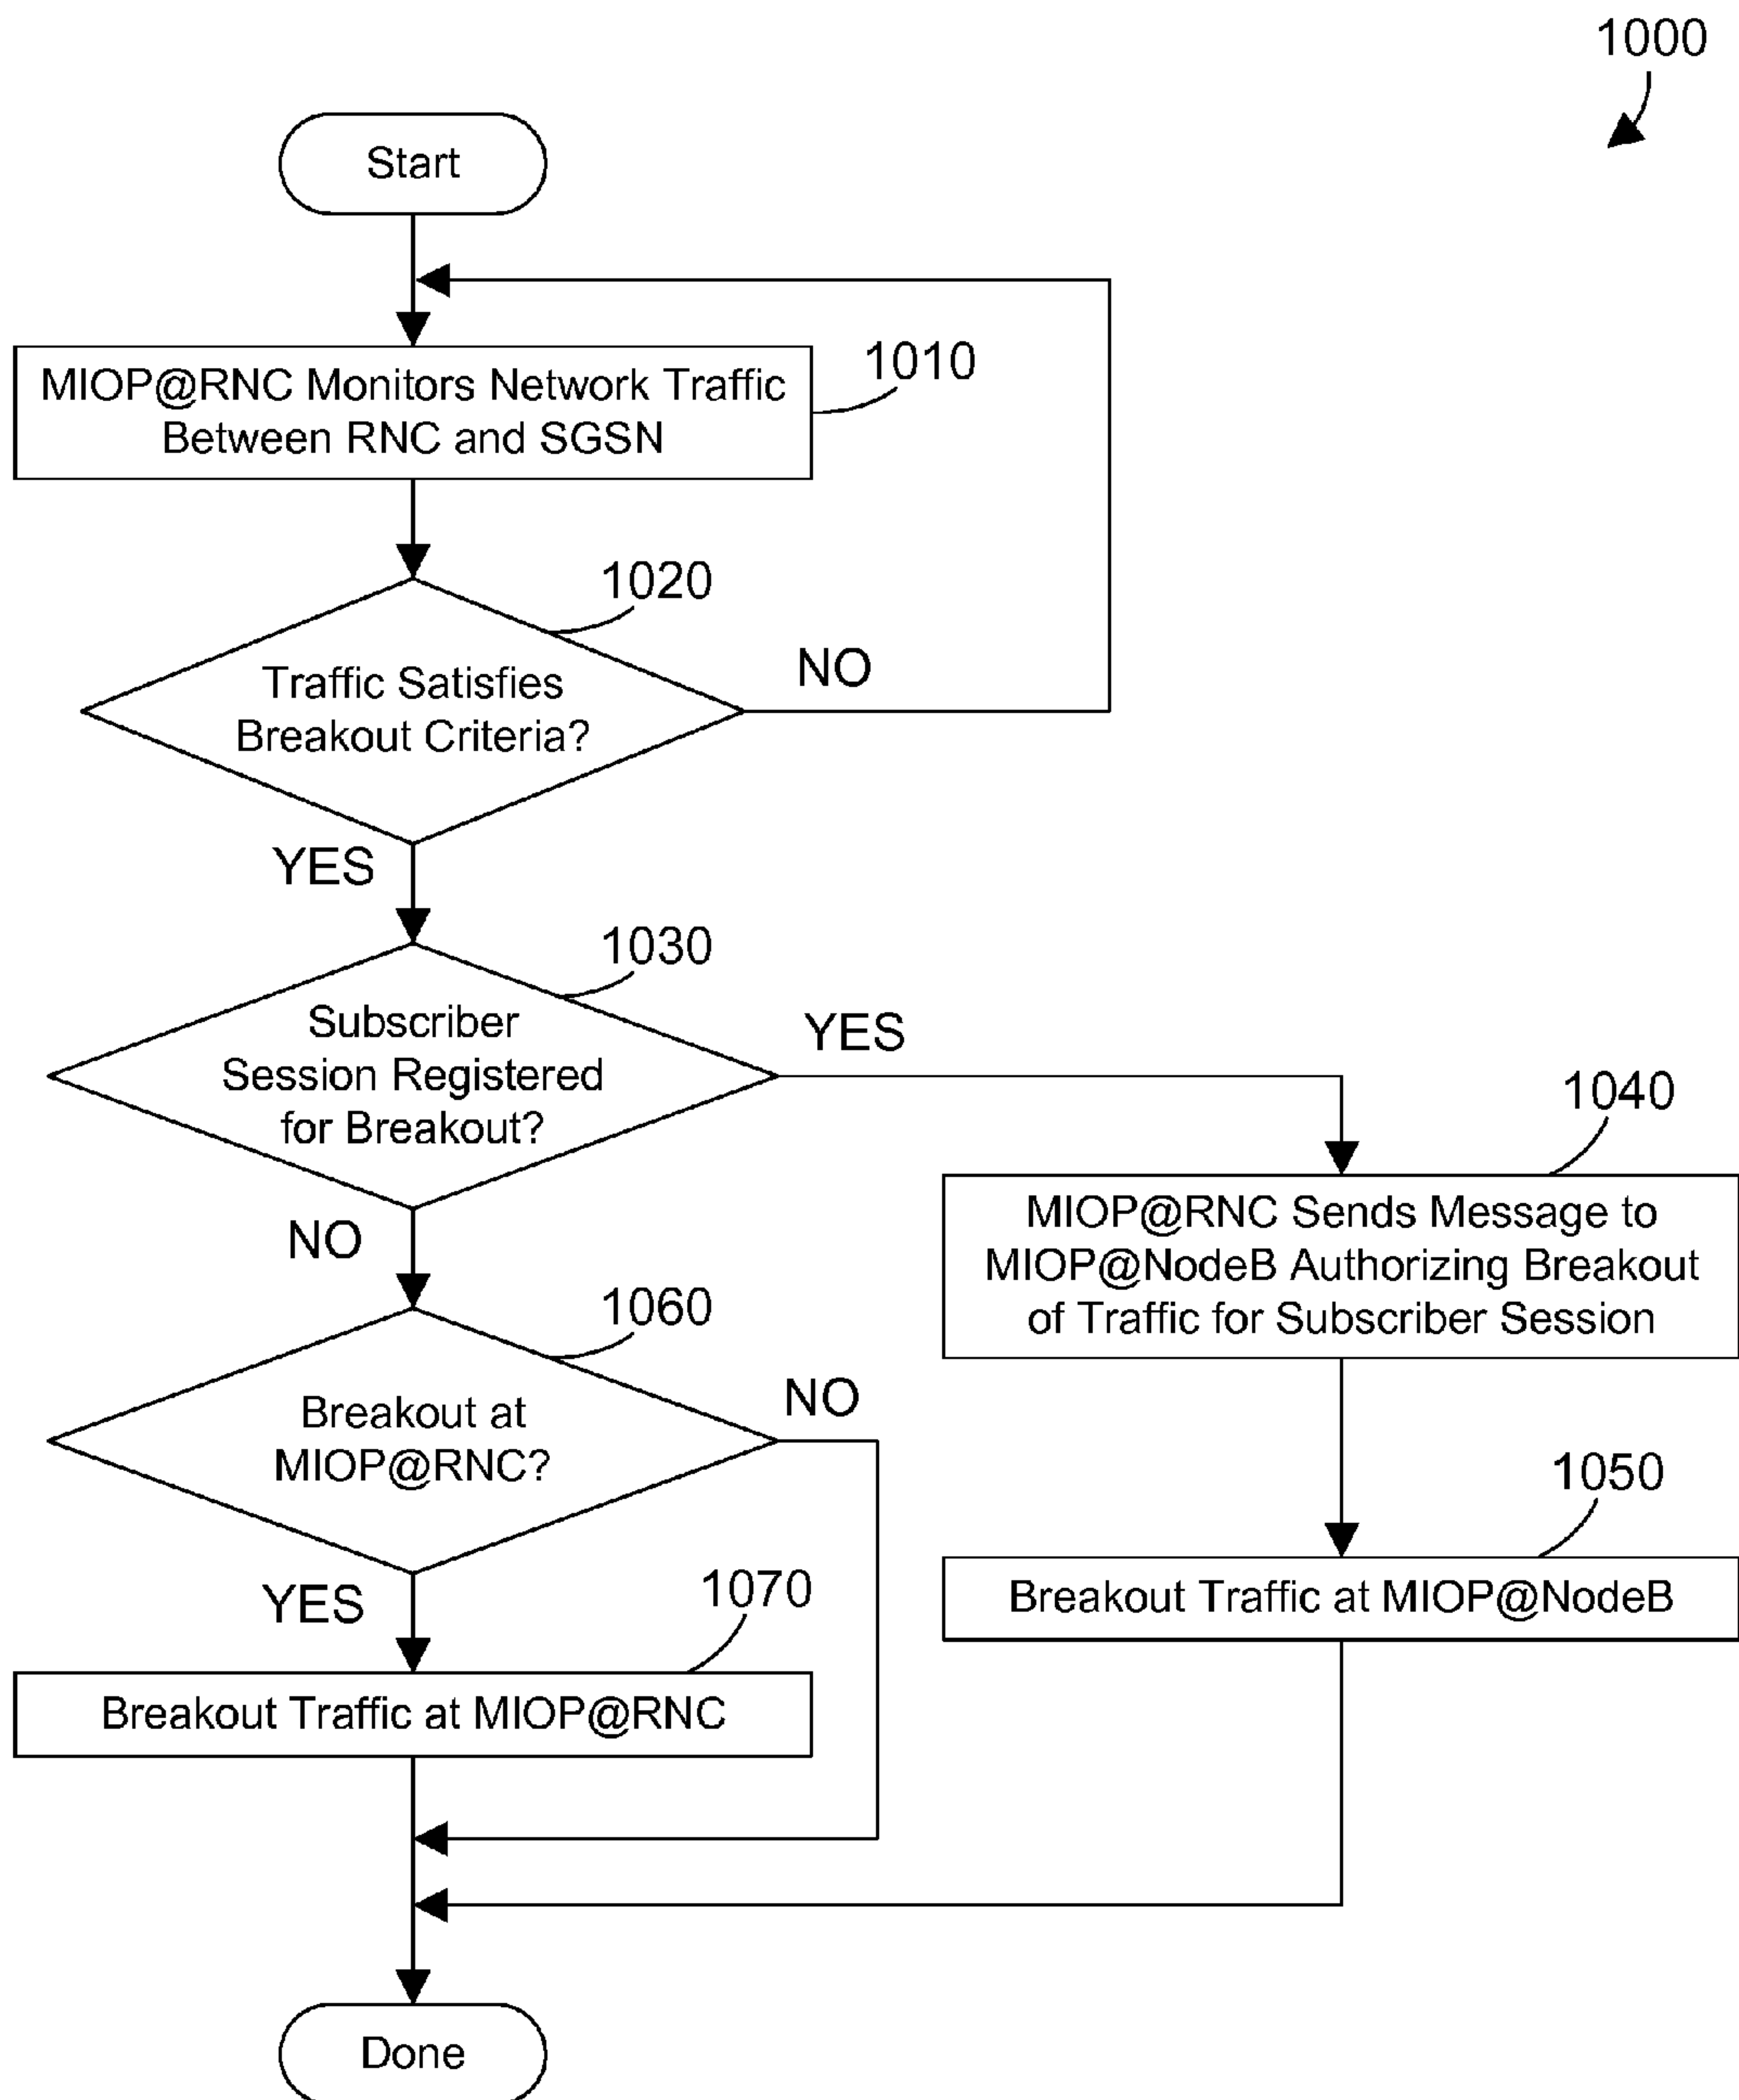 1000
Start
MIOP@RNC Monitors Network Traffic
Between RNC and SGSN
1010
1020
Traffic Satisfies
Breakout Criteria?
NO
YES
1030
Subscriber
Session Registered
for Breakout?
YES
NO
1040
MIOP@RNC Sends Message to
MIOP@NodeB Authorizing Breakout
of Traffic for Subscriber Session
1060
Breakout at
MIOP@RNC?
NO
YES
1050
Breakout Traffic at MIOP@NodeB
1070
Breakout Traffic at MIOP@RNC
Done